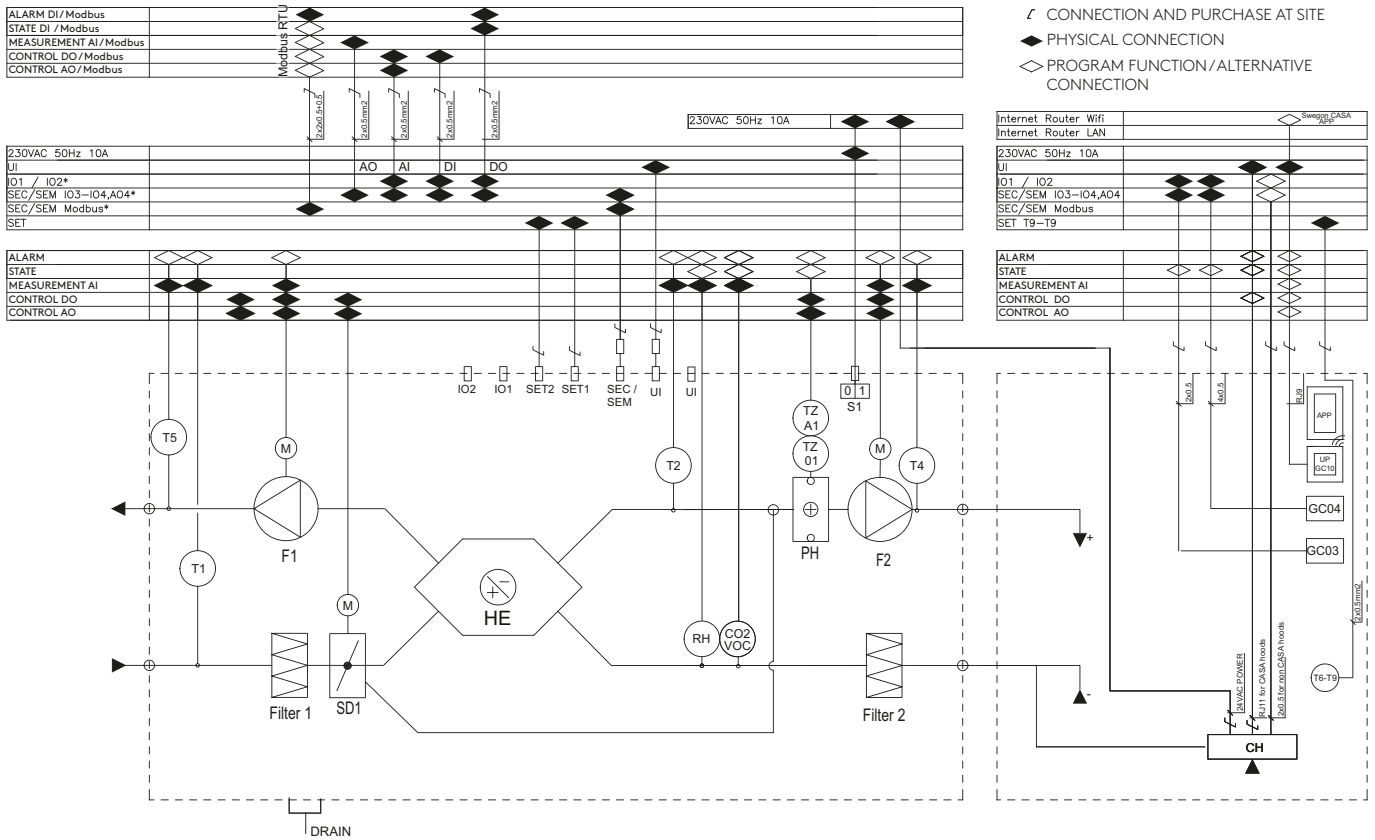 ALARM DI/Modbus
STATE DI /Modbus
MEASUREMENT AI/Modbus
CONTROL DO/Modbus
CONTROL AO/Modbus
Modbus RTU
2x2x0.5+0.5
2x0.5mm2
2x0.5mm2
2x0.5mm2
2x0.5mm2
CONNECTION AND PURCHASE AT SITE
PHYSICAL CONNECTION
PROGRAM FUNCTION/ALTERNATIVE
CONNECTION
230VAC 50Hz 10A
Internet Router Wifi
Internet Router LAN
Swegon CASA
APP
230VAC 50Hz 10A
UI
IO1 / IO2*
SEC/SEM IO3-IO4,AO4*
SEC/SEM Modbus*
SET
AO
AI
DI
DO
230VAC 50Hz 10A
UI
IO1 / IO2
SEC/SEM IO3-IO4,AO4
SEC/SEM Modbus
SET T9-T9
ALARM
STATE
MEASUREMENT AI
CONTROL DO
CONTROL AO
ALARM
STATE
MEASUREMENT AI
CONTROL DO
CONTROL AO
IO2
IO1
SET2
SET1
SEC /
SEM
UI
UI
0 1
S1
2x0.5
4x0.5
RJ9
APP
UP
GC10
GC04
GC03
2x0.5mm2
T6-T9
T5
M
F1
T1
M
Filter 1
SD1
+
-
HE
T2
RH
CO2
VOC
TZ
A1
TZ
01
+
PH
M
F2
T4
Filter 2
+
-
24VAC POWER
RJ11 for CASA hoods
2x0.5 for non CASA hoods
CH
DRAIN